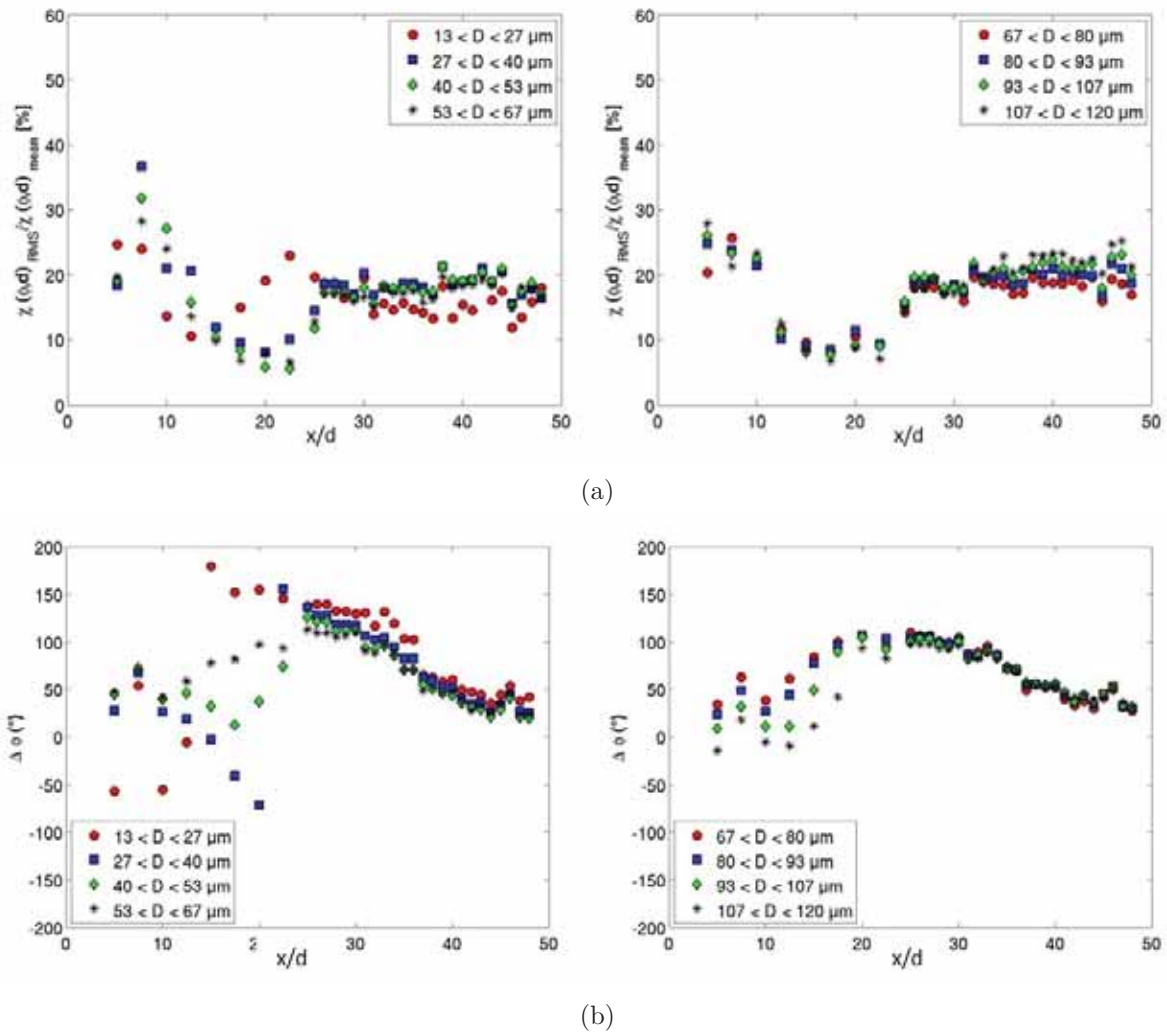 60
50
40
30
20
10
0
χ (ϕ,d) RMS/χ (ϕ,d) mean [%]
13 < D < 27 µm
27 < D < 40 µm
40 < D < 53 µm
53 < D < 67 µm
0 10 20 30 40 50
x/d
60
50
40
30
20
10
0
χ (ϕ,d) RMS/χ (ϕ,d) mean [%]
67 < D < 80 µm
80 < D < 93 µm
93 < D < 107 µm
107 < D < 120 µm
0 10 20 30 40 50
x/d
(a)
200
150
100
50
0
-50
-100
-150
-200
Δ ϕ (°)
13 < D < 27 µm
27 < D < 40 µm
40 < D < 53 µm
53 < D < 67 µm
0 10 2 30 40 50
x/d
200
150
100
50
0
-50
-100
-150
-200
Δ ϕ (°)
67 < D < 80 µm
80 < D < 93 µm
93 < D < 107 µm
107 < D < 120 µm
0 10 20 30 40 50
x/d
(b)